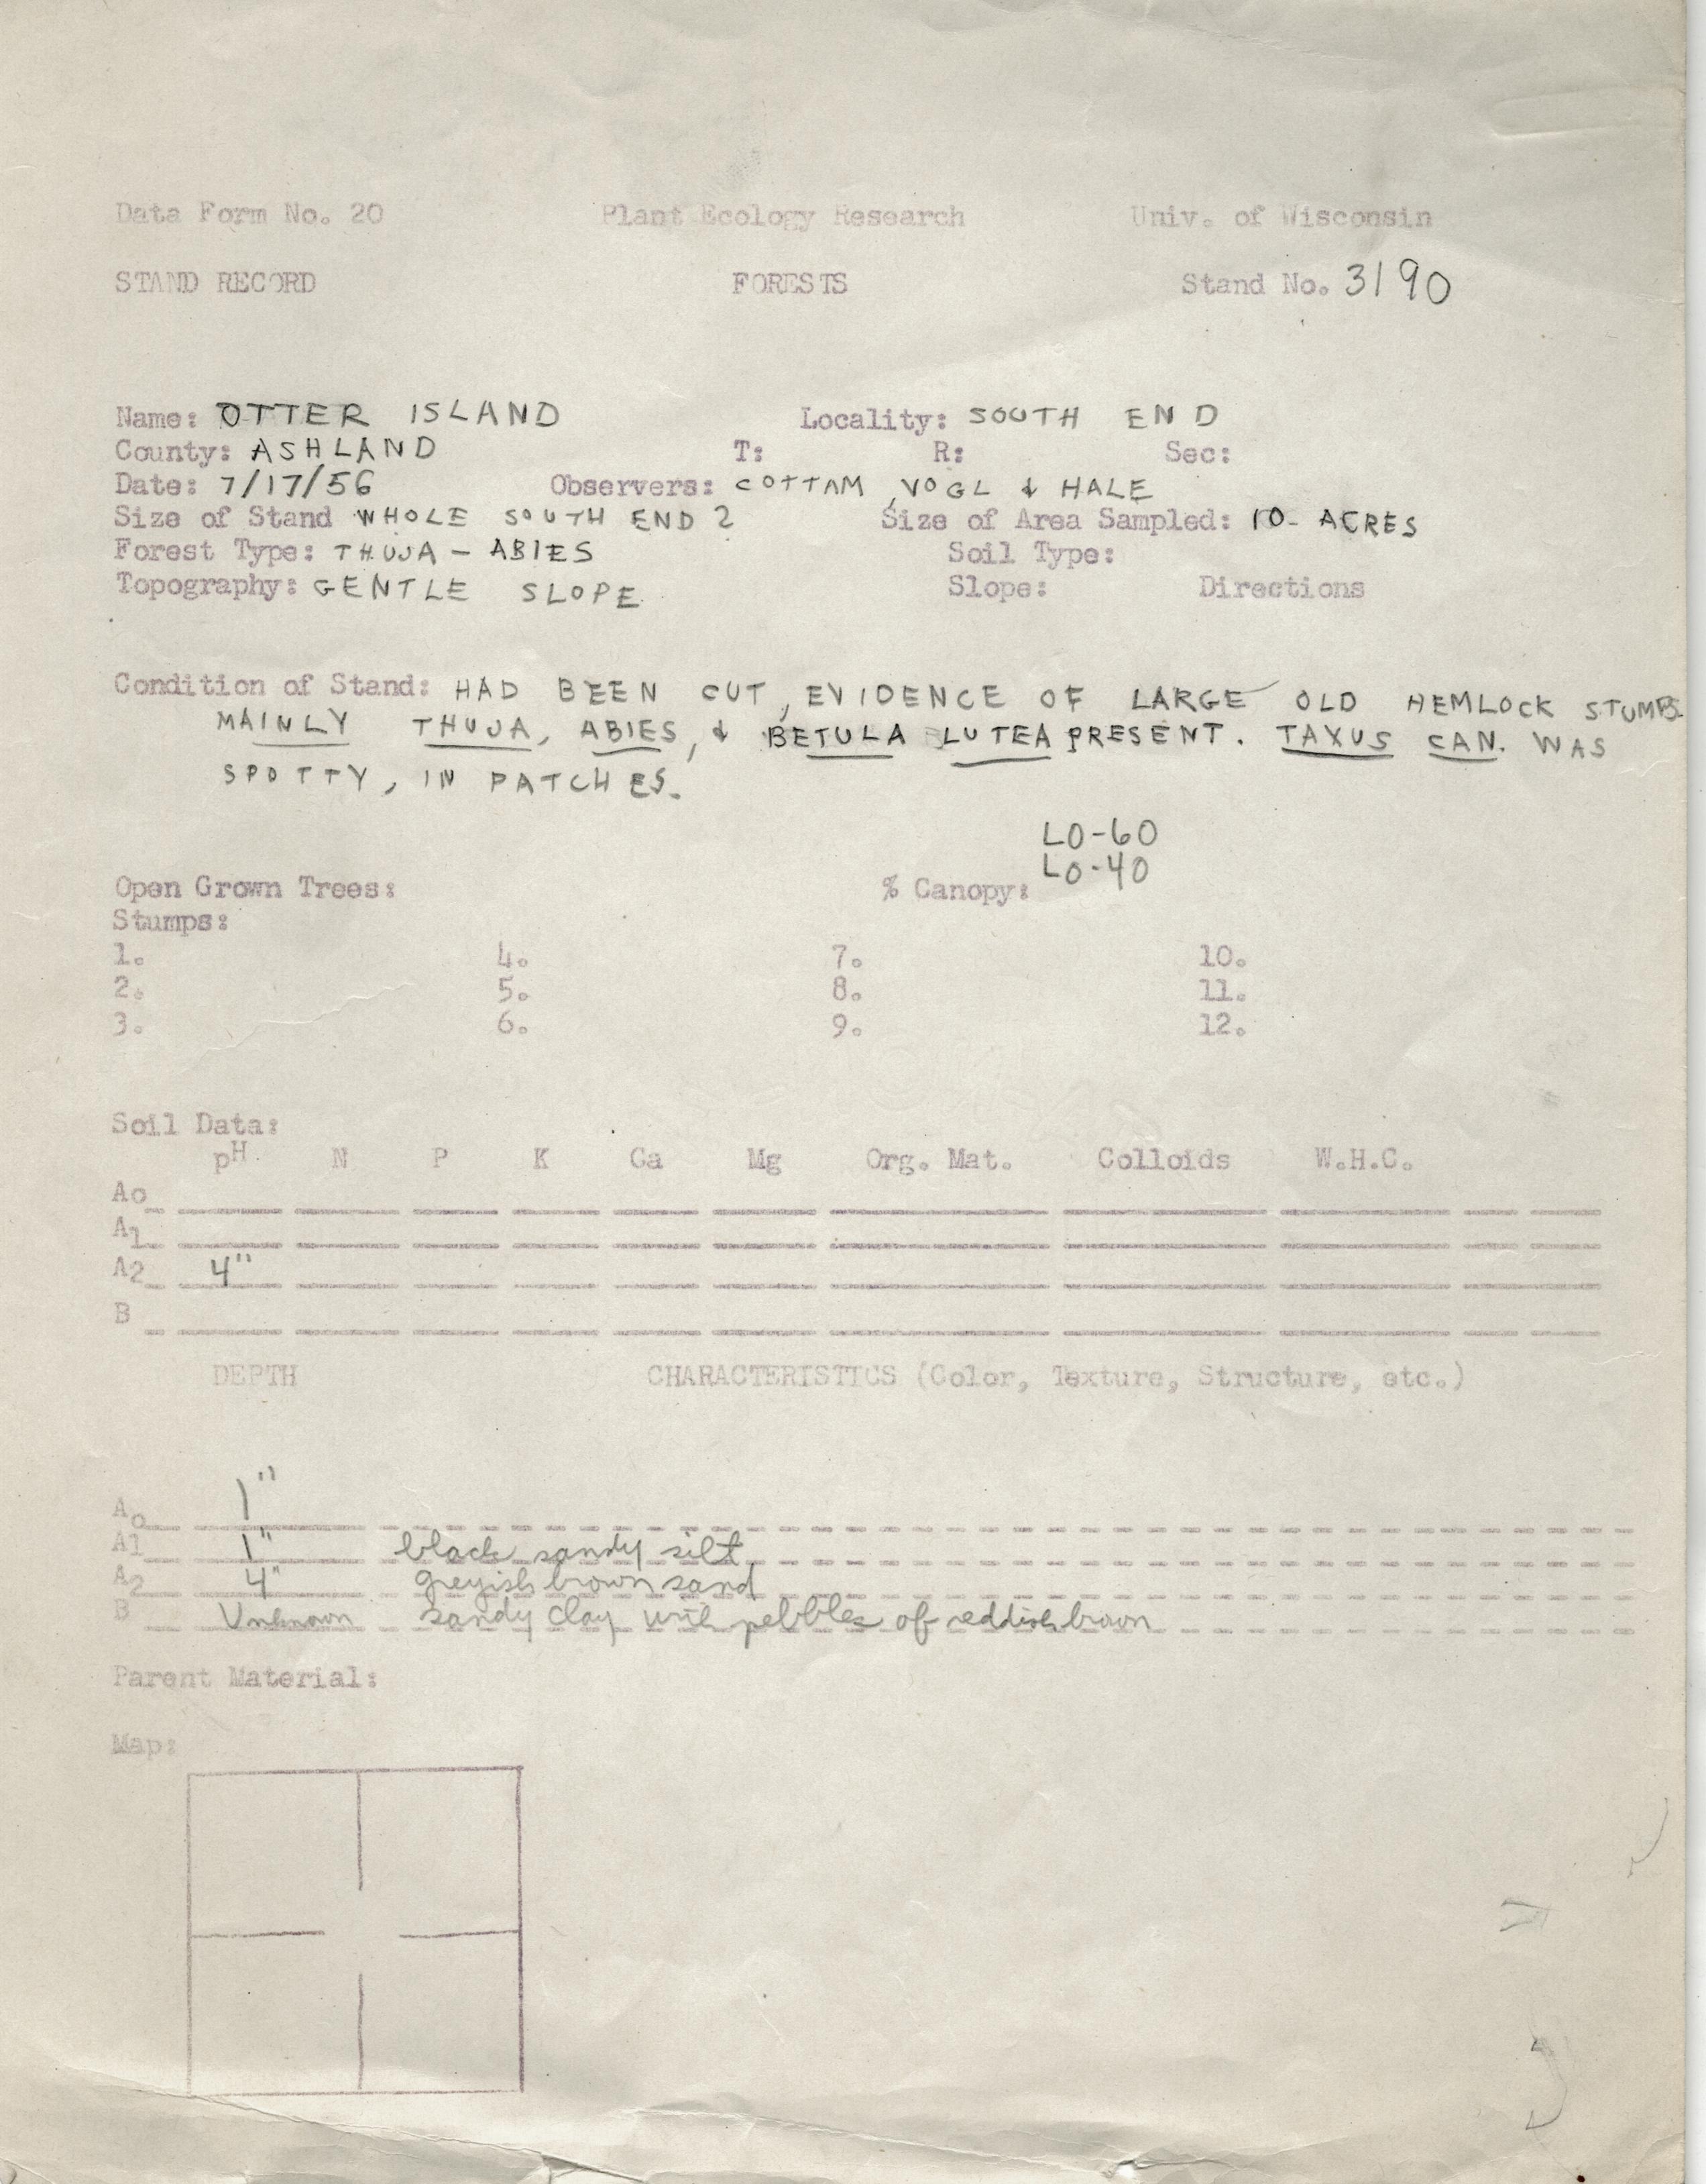 Data Form No. 20 Plant Ecology Research Univ. of Wisconsin
STAND RECORD FORESTS Stand No. 3190
Name: OTTER ISLAND Locality: SOUTH END
County: ASHLAND T: R: Sec:
Date: 7/17/56 Observers: COTTAM, VOGL & HALE
Size of Stand WHOLE SOUTH END? Size of Area Sampled: 10- ACRES
Forest Type: THUJA - ABIES Soil Type:
Topography: GENTLE SLOPE Slope: Directions
Condition of Stand: HAD BEEN CUT, EVIDENCE OF LARGE OLD HEMLOCK STUMPS
MAINLY THUJA, ABIES, & BETULA LUTEA PRESENT. TAXUS CAN. WAS
SPOTTY, IN PATCHES.
LO-60
LO-40
Open Grown Trees: % Canopy:
Stumps:
1. 4. 7. 10.
2. 5. 8. 11.
3. 6. 9. 12.
Soil Data:
pH N P K Ca Mg Org. Mat. Colloids W.H.C.
Ao
A1
A2 4"
B
DEPTH CHARACTERISTICS (Color, Texture, Structure, etc.)
Ao 1"
A1 1" black sandy silt
A2 4" greyish brown sand
B Unknown sandy clay with pebbles of reddish brown
Parent Material:
Map: